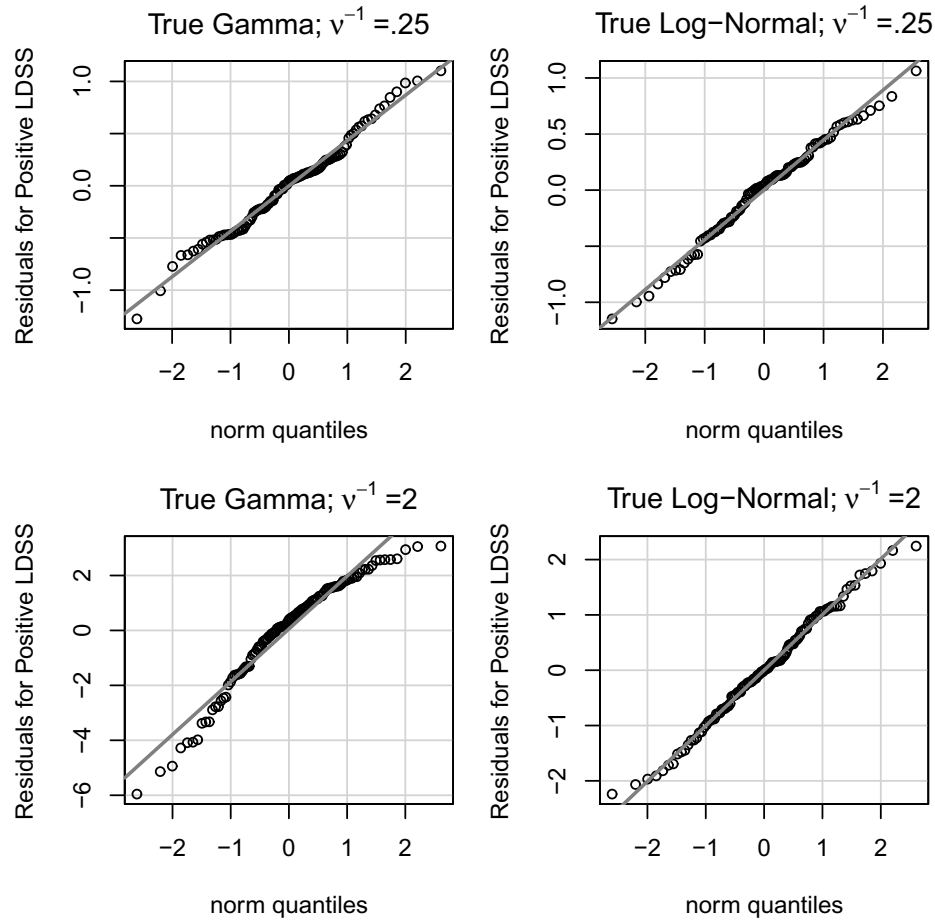 True Gamma; ν⁻¹ =.25
Residuals for Positive LDSS
1.0
0.0
−1.0
−2 −1 0 1 2
norm quantiles
True Log−Normal; ν⁻¹ =.25
Residuals for Positive LDSS
1.0
0.5
0.0
−1.0
−2 −1 0 1 2
norm quantiles
True Gamma; ν⁻¹ =2
Residuals for Positive LDSS
2
0
−2
−4
−6
−2 −1 0 1 2
norm quantiles
True Log−Normal; ν⁻¹ =2
Residuals for Positive LDSS
2
1
0
−1
−2
−2 −1 0 1 2
norm quantiles